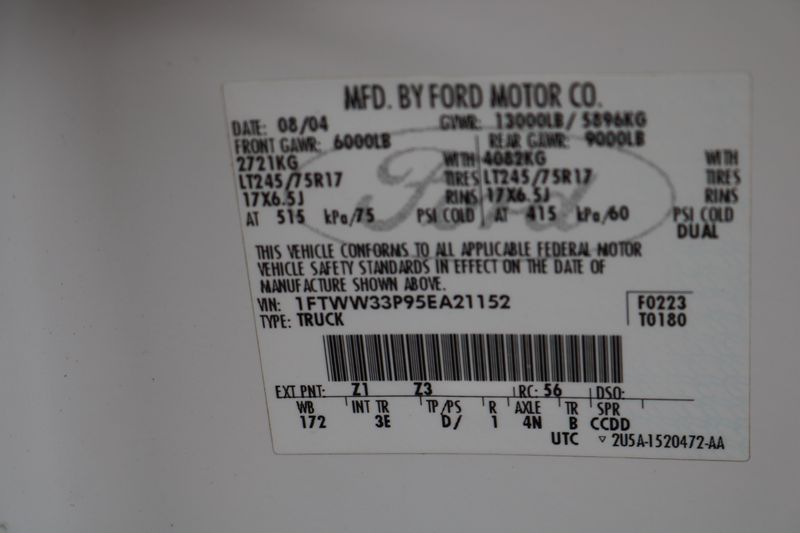 MFD. BY FORD MOTOR CO.
DATE: 08/04 GVWR: 13000LB/ 5896KG
FRONT GAWR: 6000LB REAR GAWR: 9000LB
2721KG WITH 4082KG WITH
LT245/75R17 TIRES LT245/75R17 TIRES
17X6.5J RIMS 17X6.5J RIMS
AT 515 kPa/75 PSI COLD AT 415 kPa/60 PSI COLD
DUAL
Ford
THIS VEHICLE CONFORMS TO ALL APPLICABLE FEDERAL MOTOR
VEHICLE SAFETY STANDARDS IN EFFECT ON THE DATE OF
MANUFACTURE SHOWN ABOVE.
VIN: 1FTWW33P95EA21152 F0223
TYPE: TRUCK T0180
EXT PNT: Z1 Z3 RC: 56 DSO:
WB INT TR TP/PS R AXLE TR SPR
172 3E D/ 1 4N B CCDD
UTC ▽ 2U5A-1520472-AA